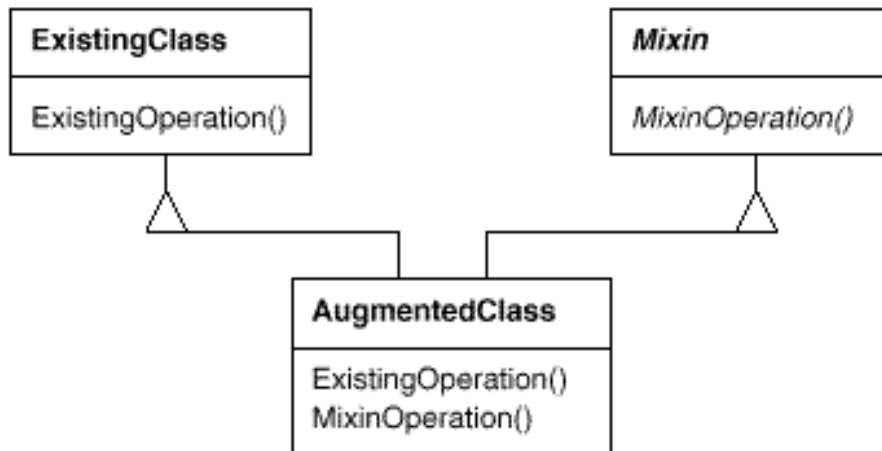 ExistingClass
ExistingOperation()
Mixin
MixinOperation()
AugmentedClass
ExistingOperation()
MixinOperation()